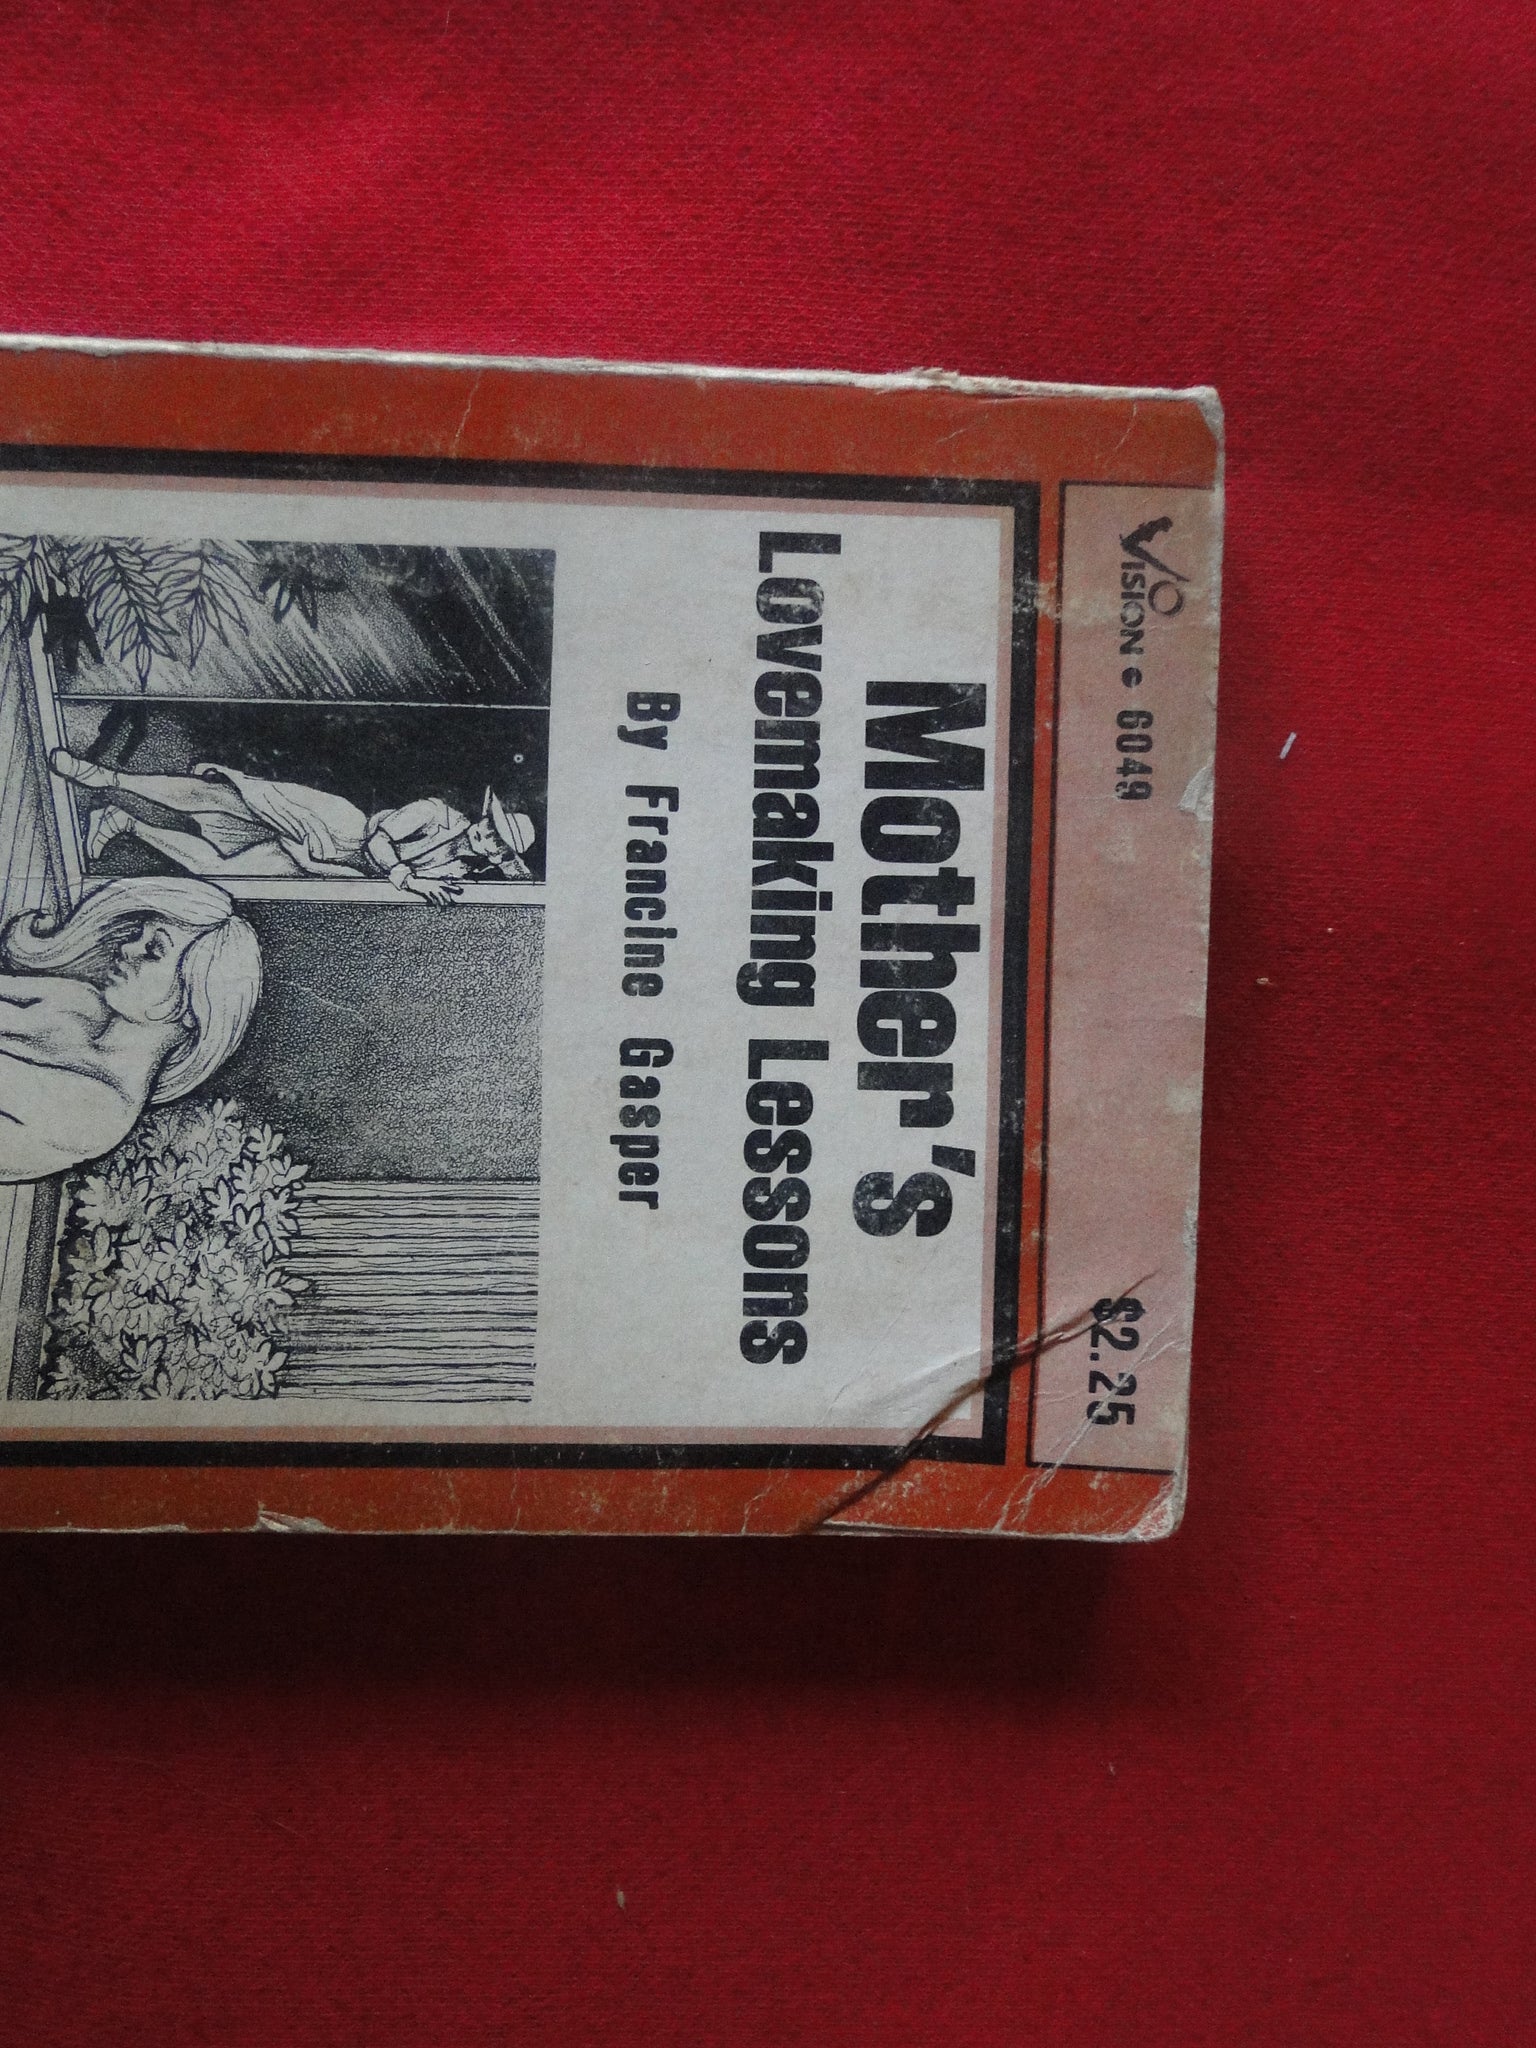 VISION • 6049
$2.25
Mother's
Lovemaking Lessons
By Francine Gasper